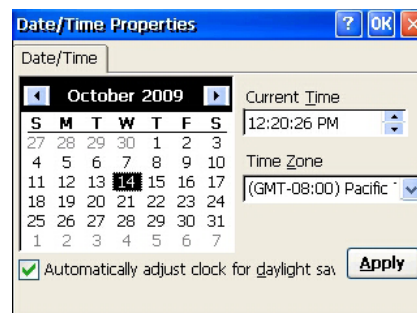 Date/Time Properties ? OK ×
Date/Time
October 2009
S M T W T F S
27 28 29 30 1 2 3
4 5 6 7 8 9 10
11 12 13 14 15 16 17
18 19 20 21 22 23 24
25 26 27 28 29 30 31
1 2 3 4 5 6 7
Current Time
12:20:26 PM
Time Zone
(GMT-08:00) Pacific
Automatically adjust clock for daylight sav
Apply